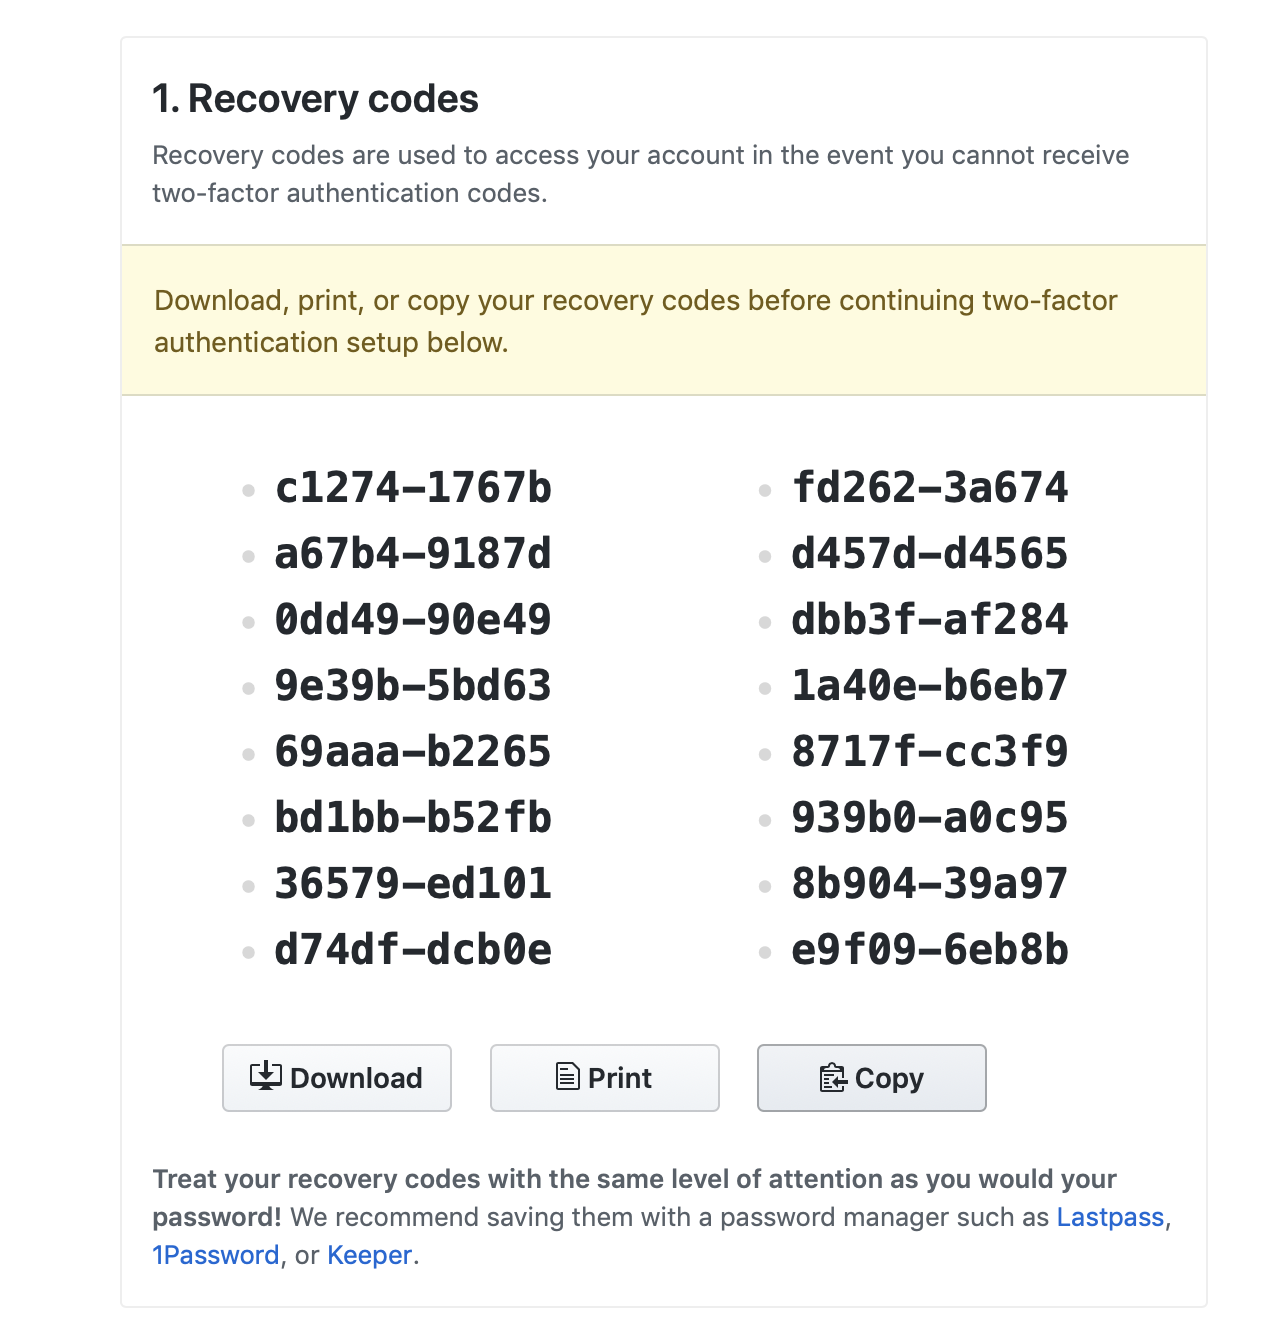 1. Recovery codes
Recovery codes are used to access your account in the event you cannot receive
two-factor authentication codes.
Download, print, or copy your recovery codes before continuing two-factor
authentication setup below.
c1274-1767b
a67b4-9187d
0dd49-90e49
9e39b-5bd63
69aaa-b2265
bd1bb-b52fb
36579-ed101
d74df-dcb0e
fd262-3a674
d457d-d4565
dbb3f-af284
1a40e-b6eb7
8717f-cc3f9
939b0-a0c95
8b904-39a97
e9f09-6eb8b
Download
Print
Copy
Treat your recovery codes with the same level of attention as you would your
password! We recommend saving them with a password manager such as Lastpass,
1Password, or Keeper.